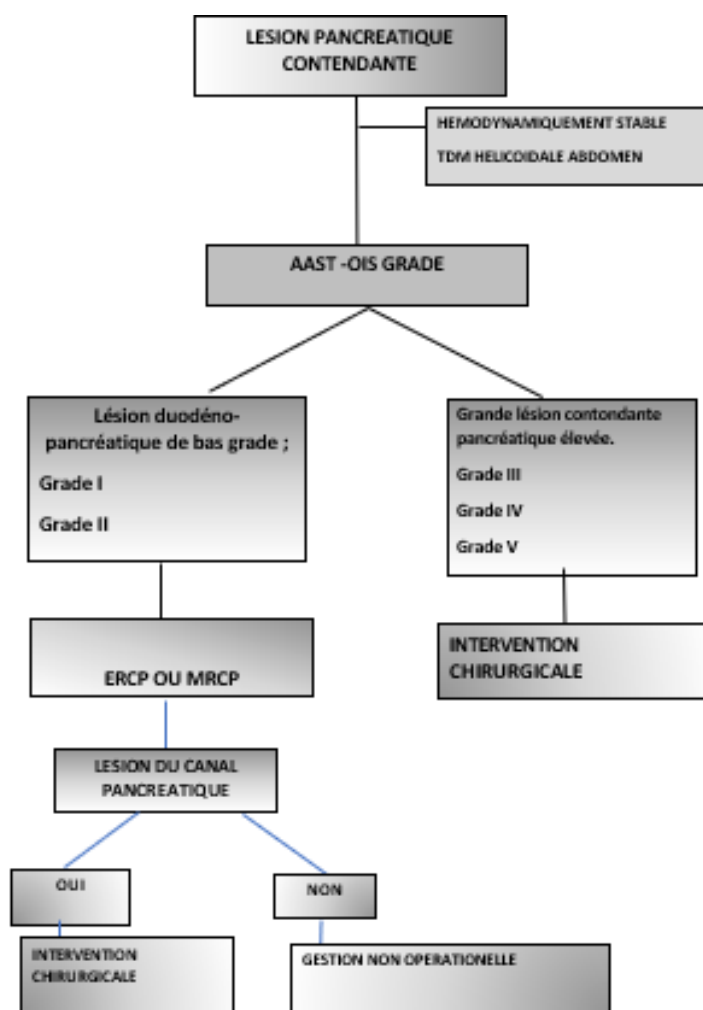 LESION PANCREATIQUE
CONTENDANTE
HEMODYNAMIQUEMENT STABLE
TDM HELICOIDALE ABDOMEN
AAST -OIS GRADE
Lésion duodéno-
pancréatique de bas grade ;
Grade I
Grade II
Grande lésion contondante
pancréatique élevée.
Grade III
Grade IV
Grade V
ERCP OU MRCP
INTERVENTION
CHIRURGICALE
LESION DU CANAL
PANCREATIQUE
OUI
NON
INTERVENTION
CHIRURGICALE
GESTION NON OPERATIONELLE